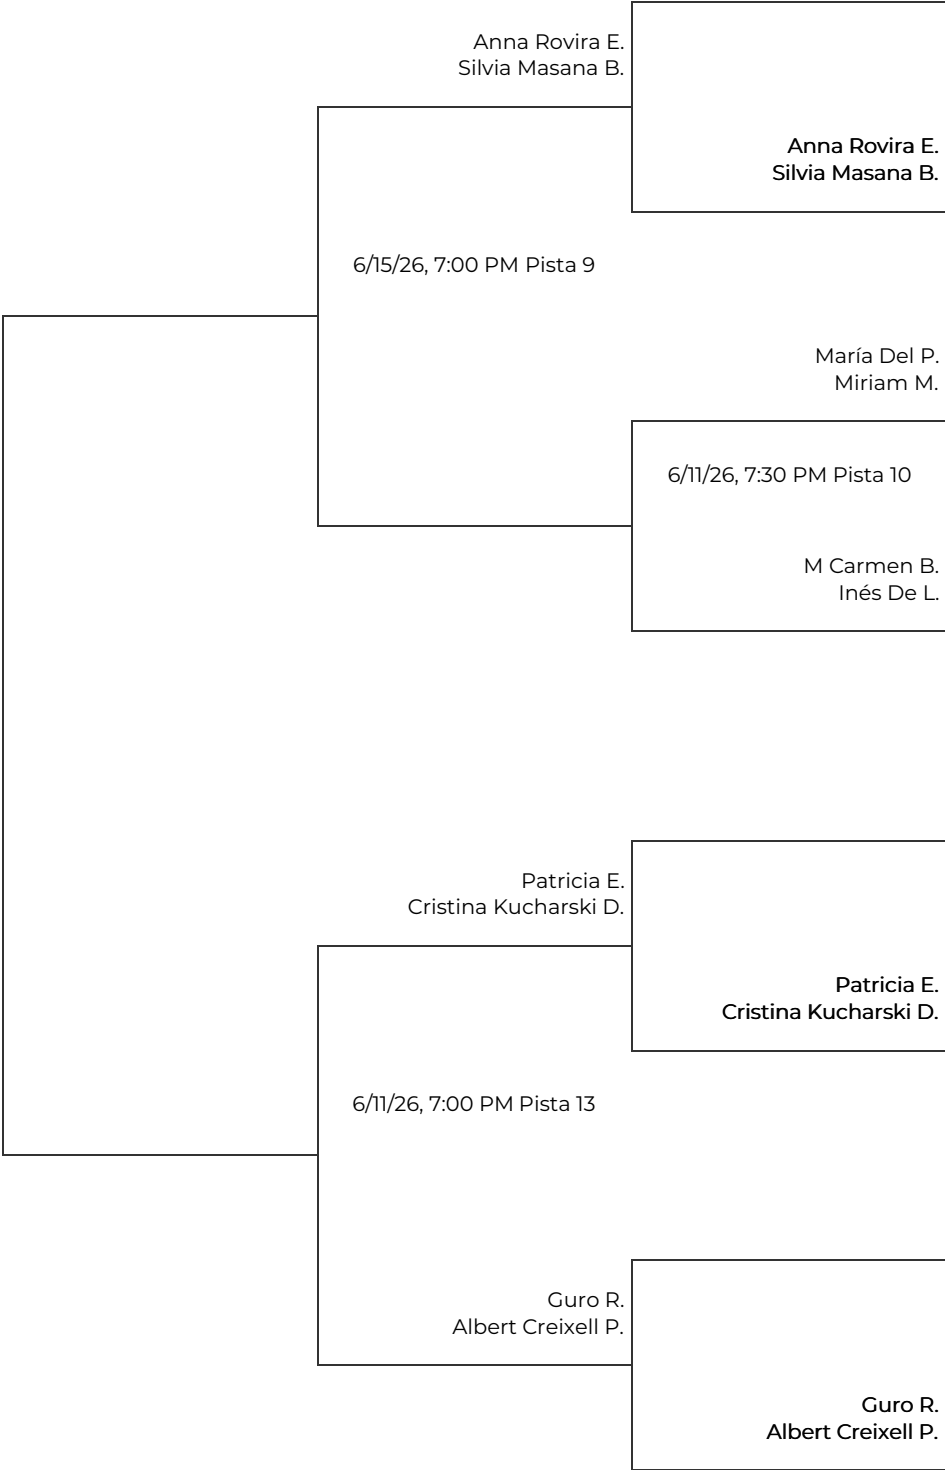 Anna Rovira E.
Silvia Masana B.
Anna Rovira E.
Silvia Masana B.
6/15/26, 7:00 PM Pista 9
María Del P.
Miriam M.
6/11/26, 7:30 PM Pista 10
M Carmen B.
Inés De L.
Patricia E.
Cristina Kucharski D.
Patricia E.
Cristina Kucharski D.
6/11/26, 7:00 PM Pista 13
Guro R.
Albert Creixell P.
Guro R.
Albert Creixell P.